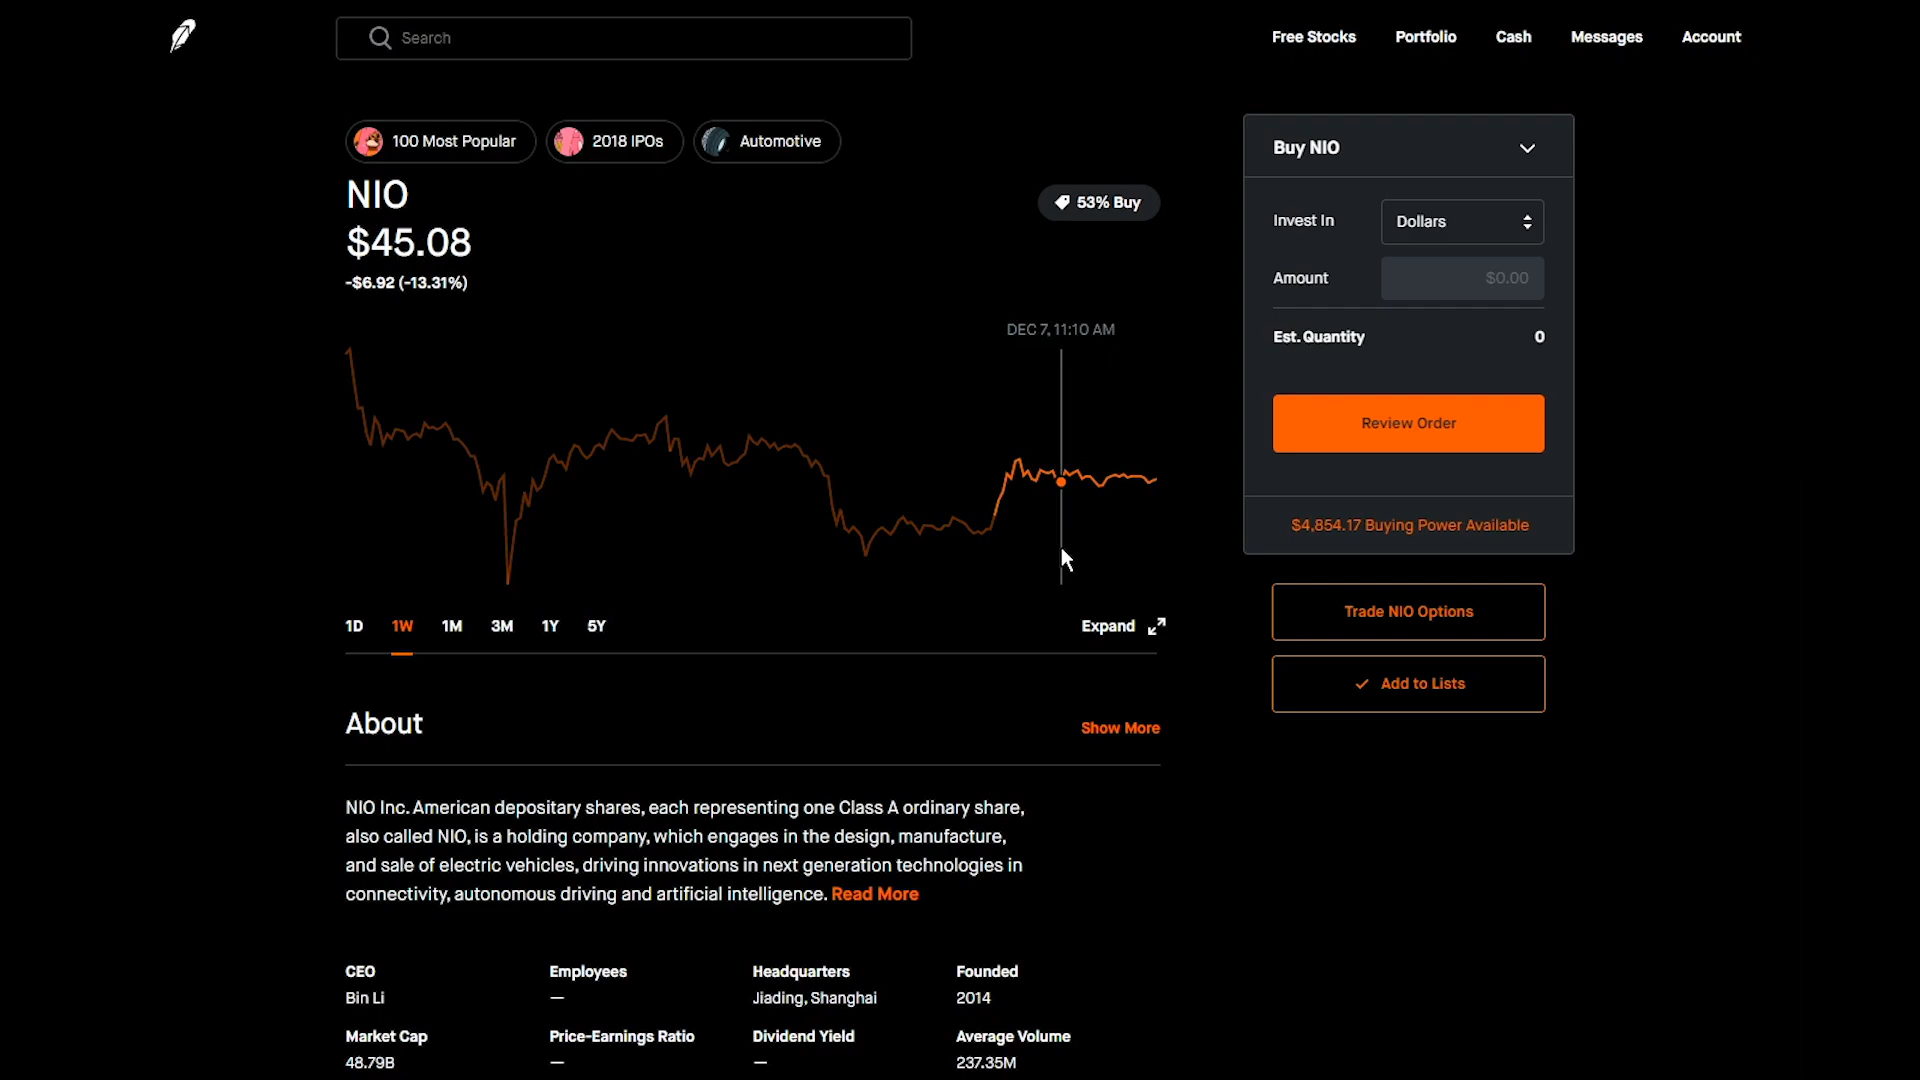 Search
Free Stocks
Portfolio
Cash
Messages
Account
100 Most Popular
2018 IPOs
Automotive
NIO
$45.08
-$6.92 (-13.31%)
53% Buy
DEC 7, 11:10 AM
1D
1W
1M
3M
1Y
5Y
Expand
Buy NIO
Invest In
Dollars
Amount
$0.00
Est. Quantity
0
Review Order
$4,854.17 Buying Power Available
Trade NIO Options
Add to Lists
About
Show More
NIO Inc. American depositary shares, each representing one Class A ordinary share,
also called NIO, is a holding company, which engages in the design, manufacture,
and sale of electric vehicles, driving innovations in next generation technologies in
connectivity, autonomous driving and artificial intelligence. Read More
CEO
Bin Li
Employees
—
Headquarters
Jiading, Shanghai
Founded
2014
Market Cap
48.79B
Price-Earnings Ratio
—
Dividend Yield
—
Average Volume
237.35M